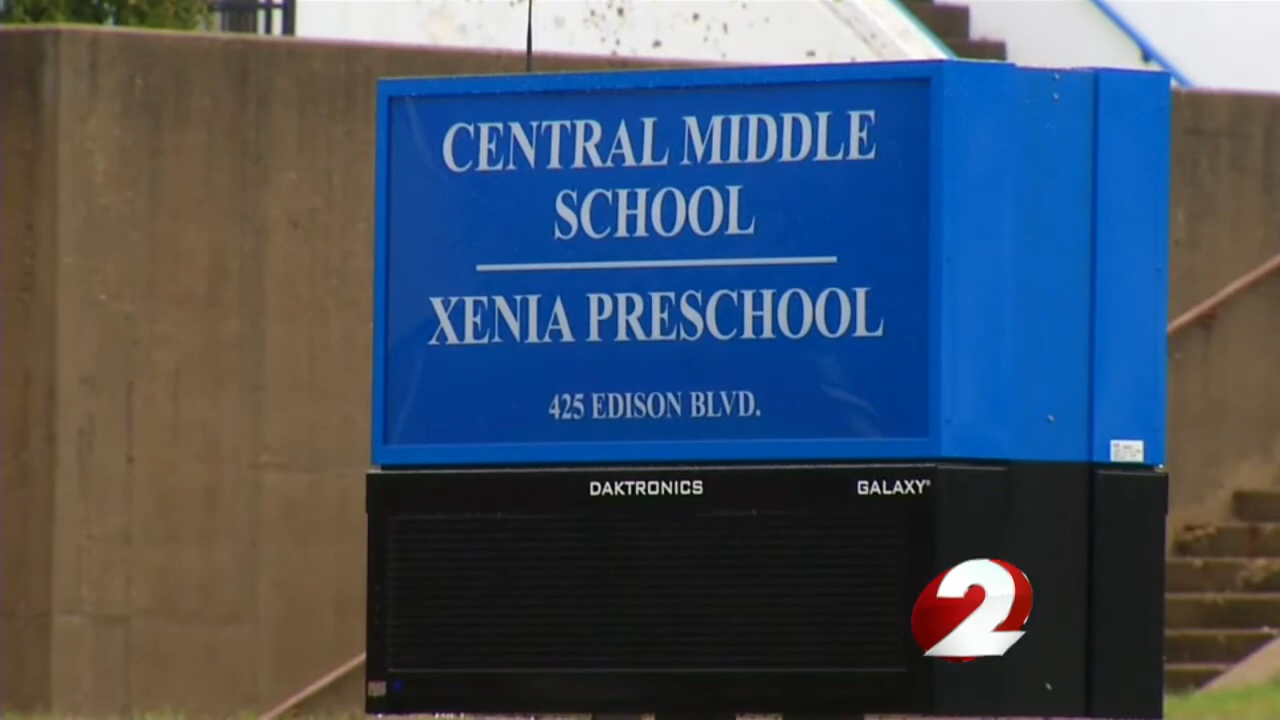 CENTRAL MIDDLE
SCHOOL
XENIA PRESCHOOL
425 EDISON BLVD.
DAKTRONICS
GALAXY®
2